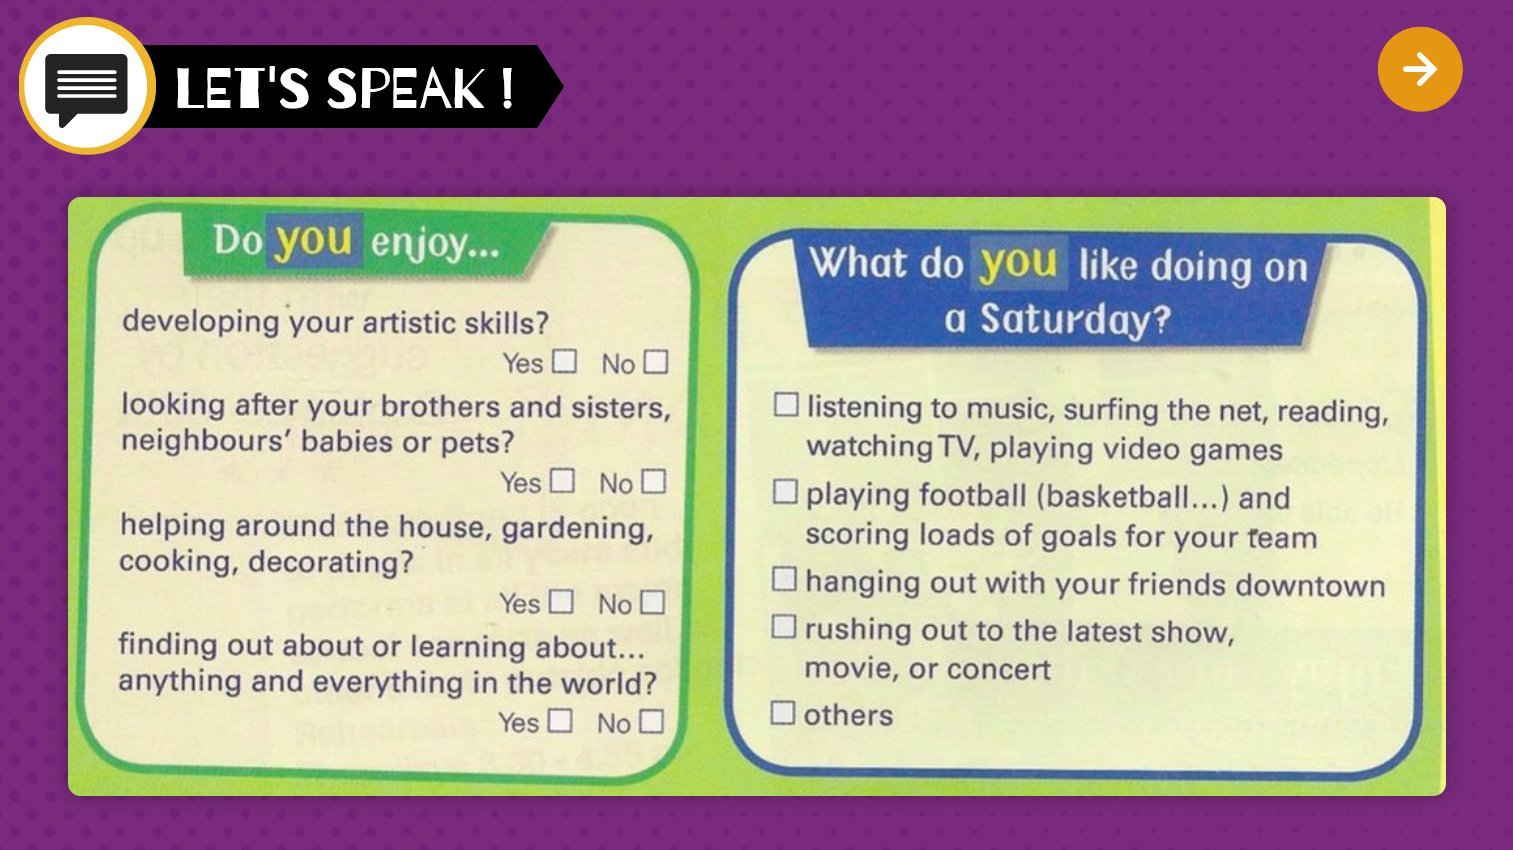 LET'S SPEAK !
Do you enjoy...
developing your artistic skills?
Yes No
looking after your brothers and sisters,
neighbours' babies or pets?
Yes No
helping around the house, gardening,
cooking, decorating?
Yes No
finding out about or learning about...
anything and everything in the world?
Yes No
What do you like doing on
a Saturday?
listening to music, surfing the net, reading,
watching TV, playing video games
playing football (basketball...) and
scoring loads of goals for your team
hanging out with your friends downtown
rushing out to the latest show,
movie, or concert
others